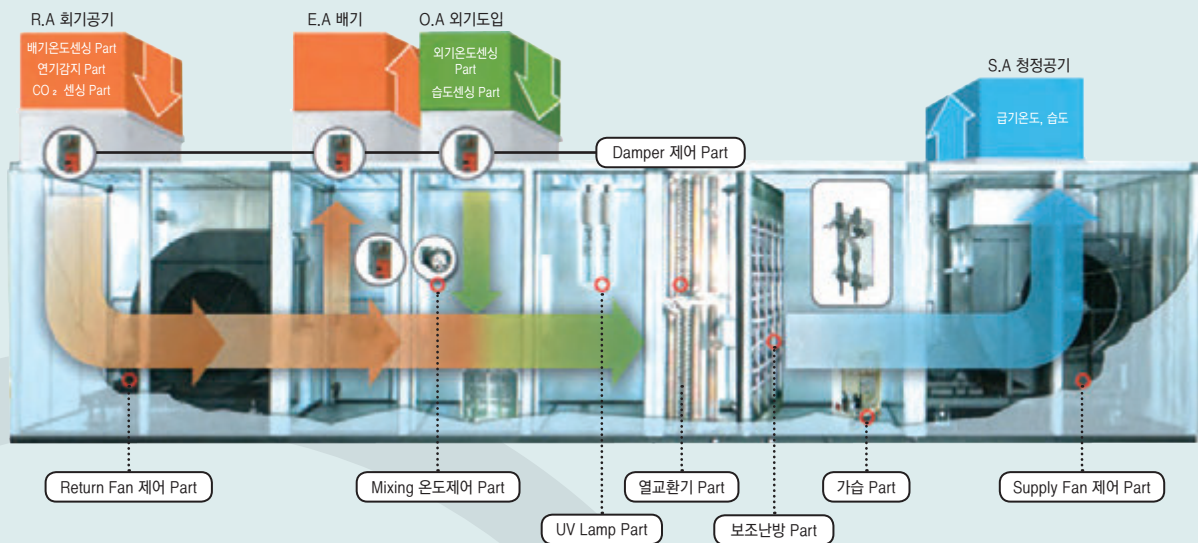 R.A 회기공기
배기온도센싱 Part
연기감지 Part
CO₂ 센싱 Part
E.A 배기
O.A 외기도입
외기온도센싱
Part
습도센싱 Part
S.A 청정공기
급기온도, 습도
Damper 제어 Part
Return Fan 제어 Part
Mixing 온도제어 Part
UV Lamp Part
열교환기 Part
보조난방 Part
가습 Part
Supply Fan 제어 Part